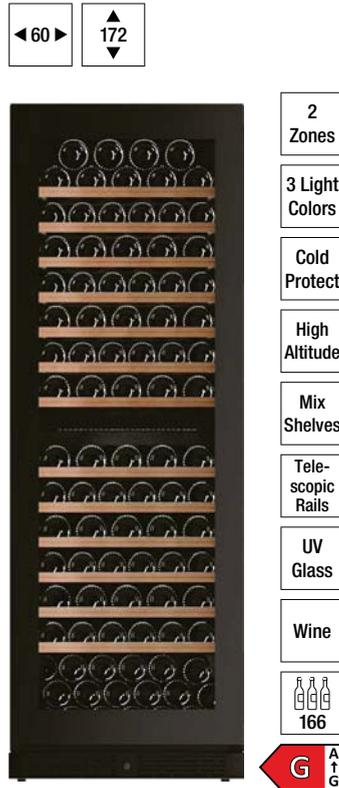 60
172
2
Zones
3 Light
Colors
Cold
Protect
High
Altitude
Mix
Shelves
Tele-
scopic
Rails
UV
Glass
Wine
166
G
A
↑
G